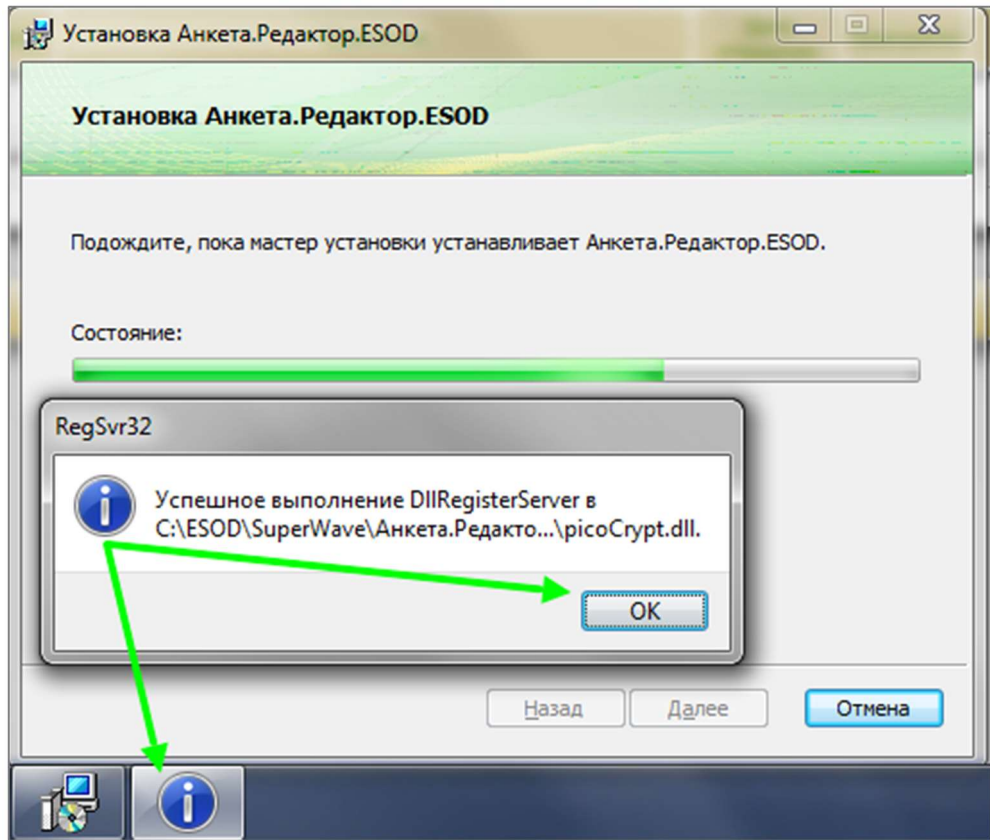 Установка Анкета.Редактор.ESOD
Установка Анкета.Редактор.ESOD
Подождите, пока мастер установки устанавливает Анкета.Редактор.ESOD.
Состояние:
RegSvr32
Успешное выполнение DllRegisterServer в
C:\ESOD\SuperWave\Анкета.Редакто...\picoCrypt.dll.
OK
Назад Далее Отмена